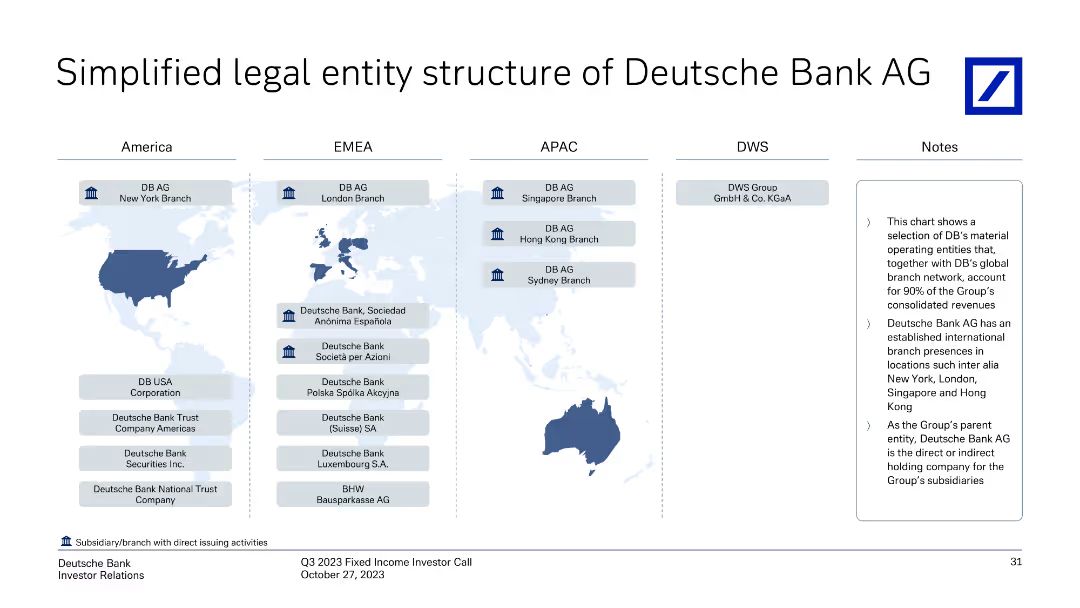 Simplified legal entity structure of Deutsche Bank AG
America
EMEA
APAC
DWS
Notes
DB AG
New York Branch
DB USA
Corporation
Deutsche Bank Trust
Company Americas
Deutsche Bank
Securities Inc.
Deutsche Bank National Trust
Company
DB AG
London Branch
Deutsche Bank, Sociedad
Anónima Española
Deutsche Bank
Società per Azioni
Deutsche Bank
Polska Spólka Akcyjna
Deutsche Bank
(Suisse) SA
Deutsche Bank
Luxembourg S.A.
BHW
Bausparkasse AG
DB AG
Singapore Branch
DB AG
Hong Kong Branch
DB AG
Sydney Branch
DWS Group
GmbH & Co. KGaA
This chart shows a
selection of DB's material
operating entities that,
together with DB's global
branch network, account
for 90% of the Group's
consolidated revenues
Deutsche Bank AG has an
established international
branch presences in
locations such inter alia
New York, London,
Singapore and Hong
Kong
As the Group's parent
entity, Deutsche Bank AG
is the direct or indirect
holding company for the
Group's subsidiaries
Subsidiary/branch with direct issuing activities
Deutsche Bank
Investor Relations
Q3 2023 Fixed Income Investor Call
October 27, 2023
31